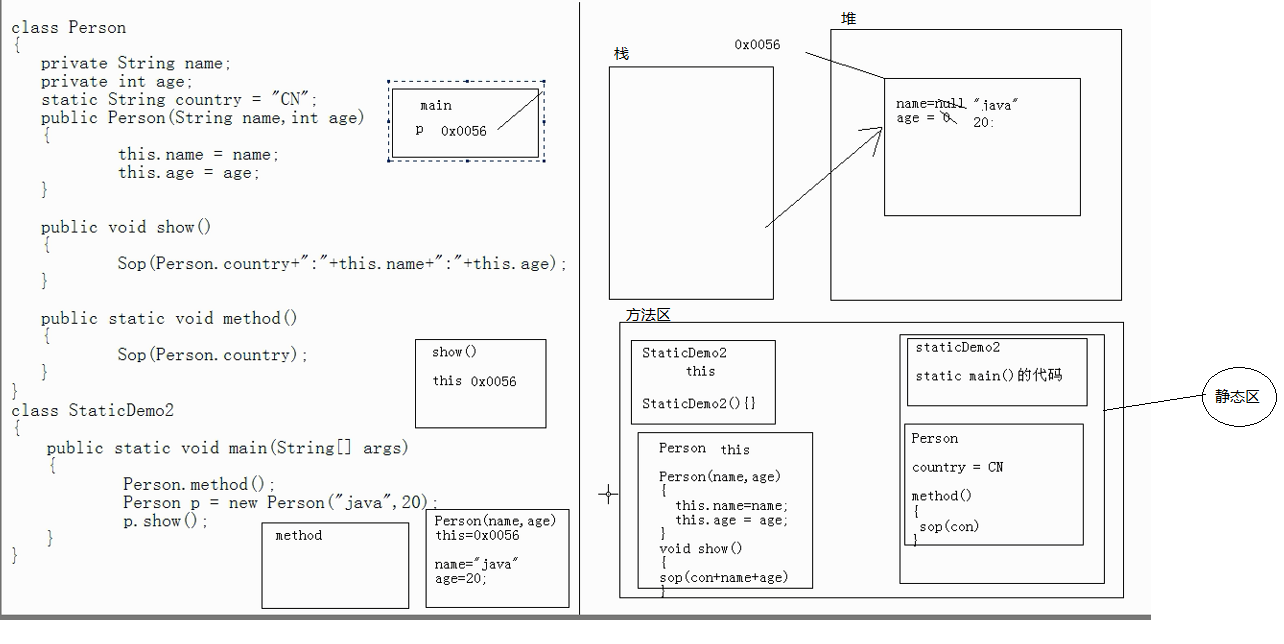 class Person
{
private String name;
private int age;
static String country = "CN";
public Person(String name,int age)
{
this.name = name;
this.age = age;
}
public void show()
{
Sop(Person.country+":"+this.name+":"+this.age);
}
public static void method()
{
Sop(Person.country);
}
}
class StaticDemo2
{
public static void main(String[] args)
{
Person.method();
Person p = new Person("java",20);
p.show();
}
}
main
p 0x0056
show()
this 0x0056
method
Person(name,age)
this=0x0056
name="java"
age=20;
栈
0x0056
堆
name=null "java"
age = 0 20:
方法区
StaticDemo2
this
StaticDemo2(){}
Person this
Person(name,age)
{
this.name=name;
this.age = age;
}
void show()
{
sop(con+name+age)
}
staticDemo2
static main()的代码
Person
country = CN
method()
{
sop(con)
}
静态区